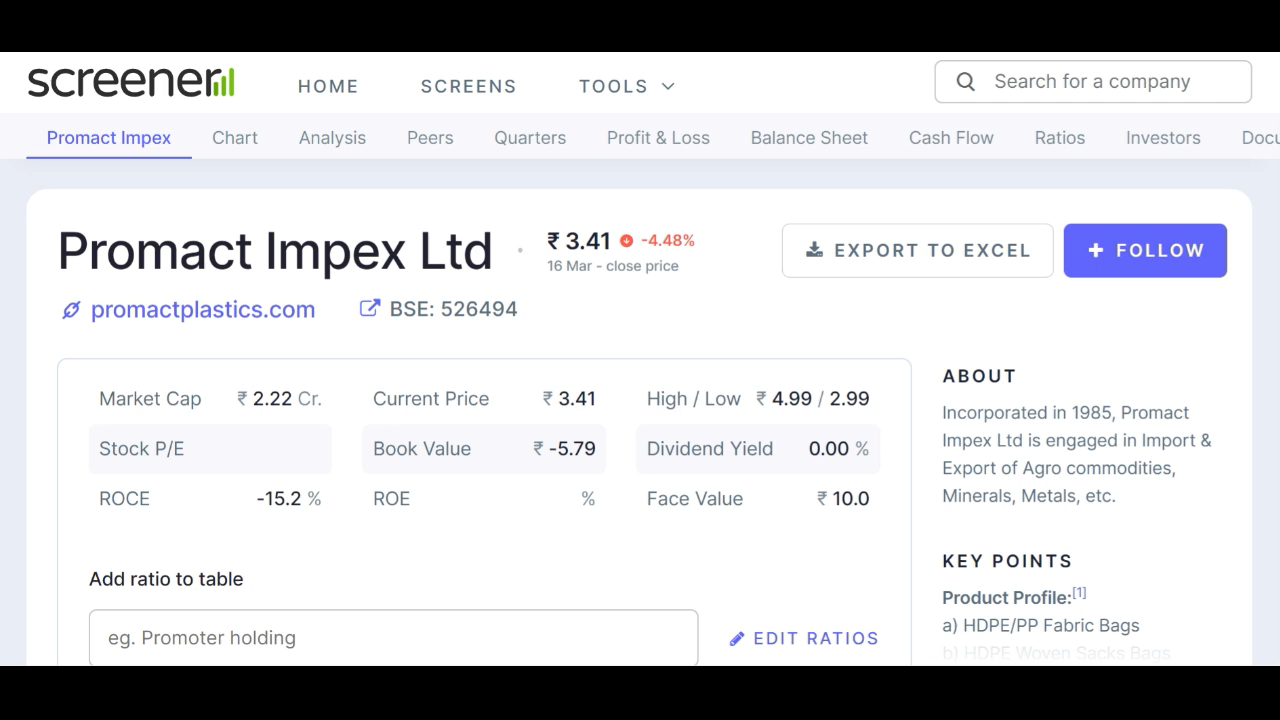 screener
HOME SCREENS TOOLS
Search for a company
Promact Impex Chart Analysis Peers Quarters Profit & Loss Balance Sheet Cash Flow Ratios Investors Docu
Promact Impex Ltd
₹ 3.41 -4.48%
16 Mar - close price
EXPORT TO EXCEL
FOLLOW
promactplastics.com
BSE: 526494
Market Cap ₹ 2.22 Cr.
Current Price ₹ 3.41
High / Low ₹ 4.99 / 2.99
Stock P/E
Book Value ₹ -5.79
Dividend Yield 0.00 %
ROCE -15.2 %
ROE %
Face Value ₹ 10.0
Add ratio to table
eg. Promoter holding
EDIT RATIOS
ABOUT
Incorporated in 1985, Promact
Impex Ltd is engaged in Import &
Export of Agro commodities,
Minerals, Metals, etc.
KEY POINTS
Product Profile:[1]
a) HDPE/PP Fabric Bags
b) HDPE Woven Sacks Bags